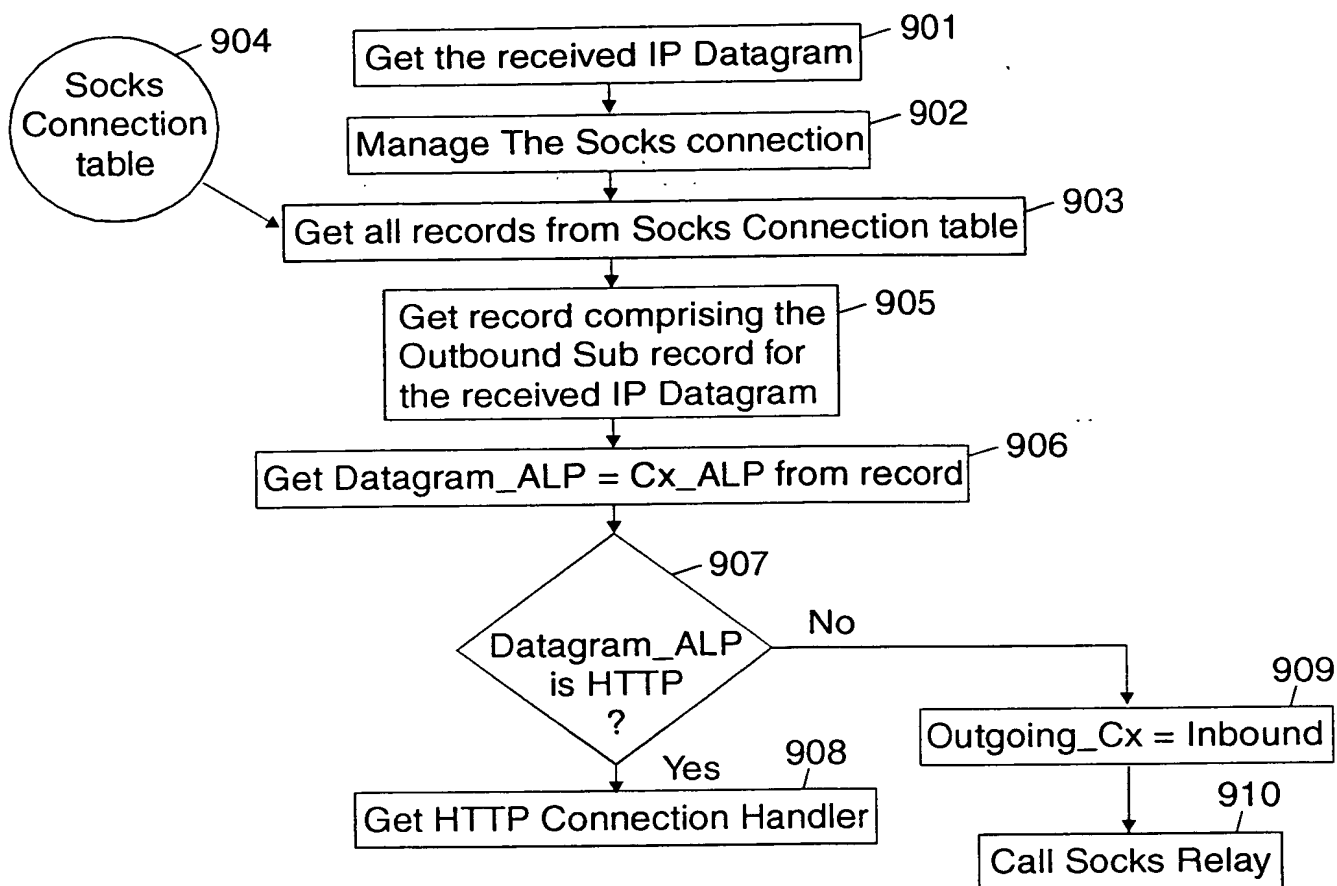 904
Socks
Connection
table
901
Get the received IP Datagram
902
Manage The Socks connection
903
Get all records from Socks Connection table
905
Get record comprising the
Outbound Sub record for
the received IP Datagram
906
Get Datagram_ALP = Cx_ALP from record
907
Datagram_ALP
is HTTP
?
No
Yes
908
Get HTTP Connection Handler
909
Outgoing_Cx = Inbound
910
Call Socks Relay